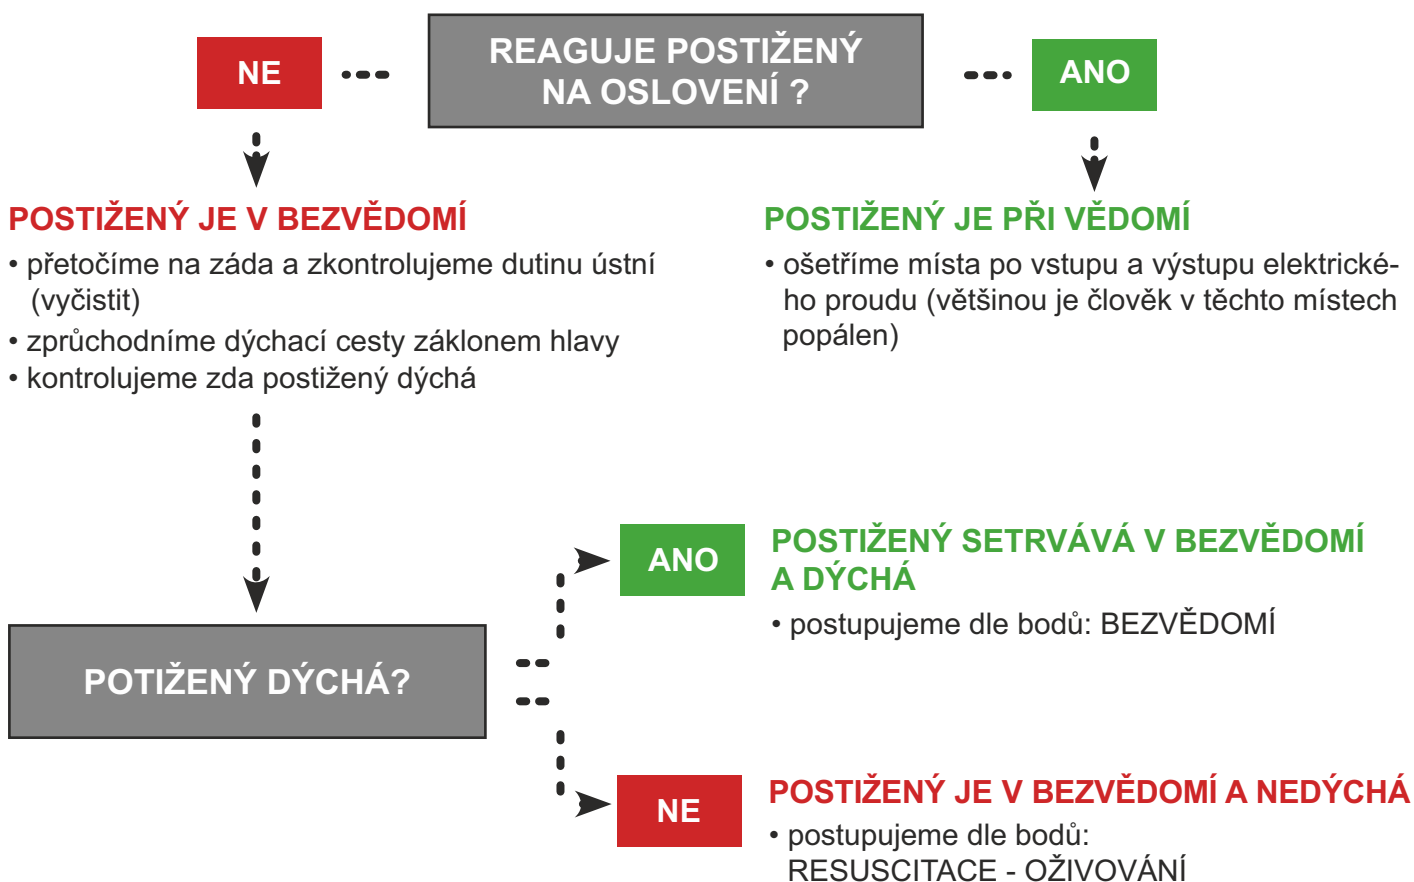 REAGUJE POSTIŽENÝ
NA OSLOVENÍ ?
NE
ANO
POSTIŽENÝ JE V BEZVĚDOMÍ
• přetočíme na záda a zkontrolujeme dutinu ústní
(vyčistit)
• zprůchodníme dýchací cesty záklonem hlavy
• kontrolujeme zda postižený dýchá
POSTIŽENÝ JE PŘI VĚDOMÍ
• ošetříme místa po vstupu a výstupu elektrické-
ho proudu (většinou je člověk v těchto místech
popálen)
POTIŽENÝ DÝCHÁ?
ANO
POSTIŽENÝ SETRVÁVÁ V BEZVĚDOMÍ
A DÝCHÁ
• postupujeme dle bodů: BEZVĚDOMÍ
NE
POSTIŽENÝ JE V BEZVĚDOMÍ A NEDÝCHÁ
• postupujeme dle bodů:
RESUSCITACE - OŽIVOVÁNÍ